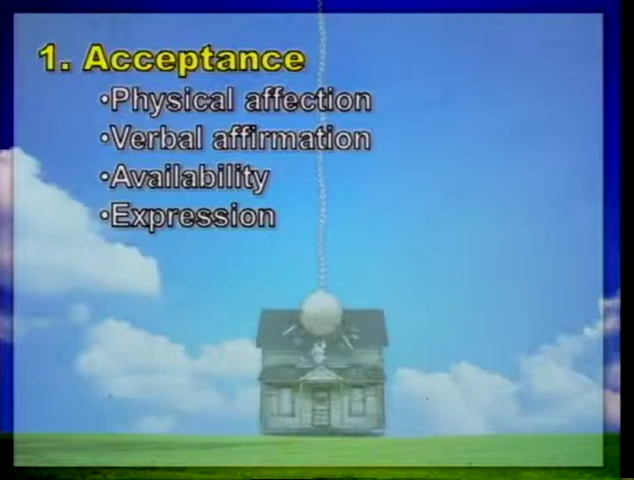 1. Acceptance
•Physical affection
•Verbal affirmation
•Availability
•Expression